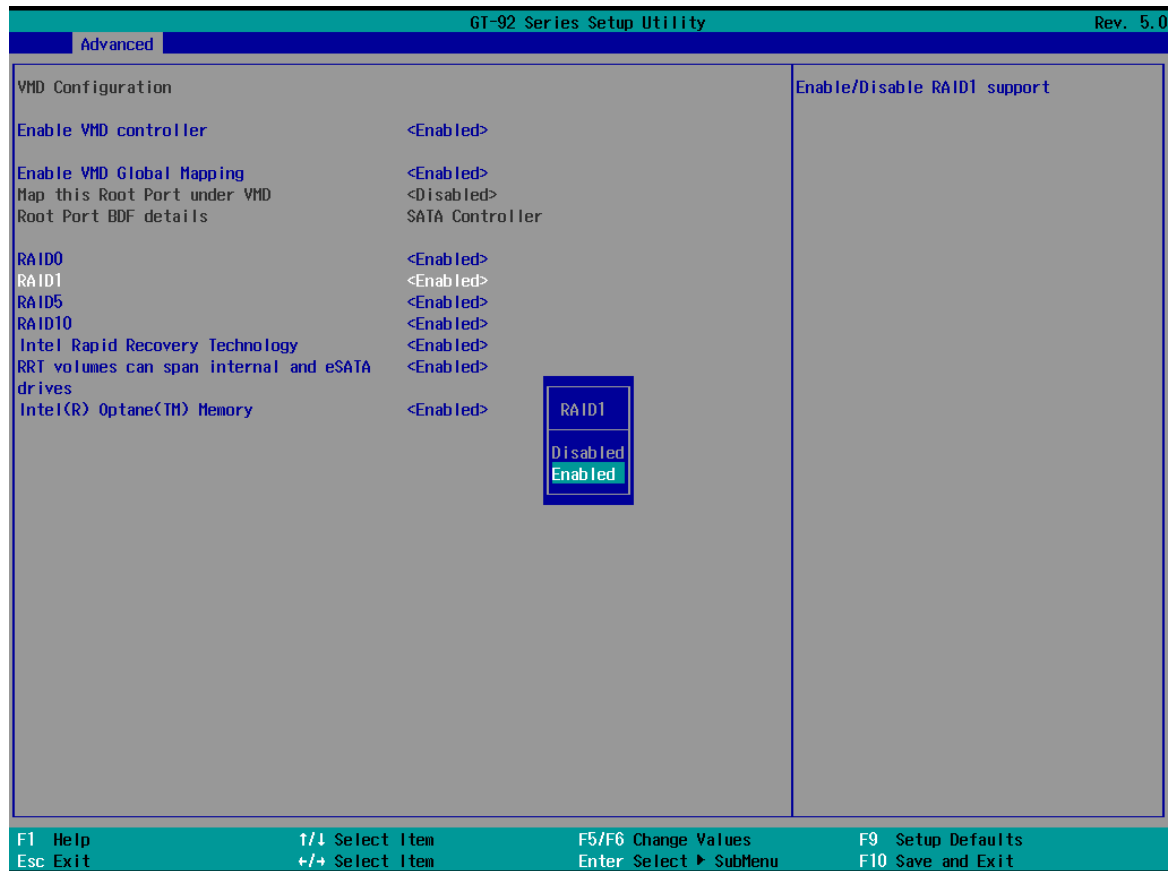 GT-92 Series Setup Utility Rev. 5.0
Advanced
VMD Configuration
Enable/Disable RAID1 support
Enable VMD controller <Enabled>
Enable VMD Global Mapping <Enabled>
Map this Root Port under VMD <Disabled>
Root Port BDF details SATA Controller
RAID0 <Enabled>
RAID1 <Enabled>
RAID5 <Enabled>
RAID10 <Enabled>
Intel Rapid Recovery Technology <Enabled>
RRT volumes can span internal and eSATA <Enabled>
drives
Intel(R) Optane(TM) Memory <Enabled>
RAID1
Disabled
Enabled
F1 Help ↑/↓ Select Item F5/F6 Change Values F9 Setup Defaults
Esc Exit ←/→ Select Item Enter Select ▶ SubMenu F10 Save and Exit